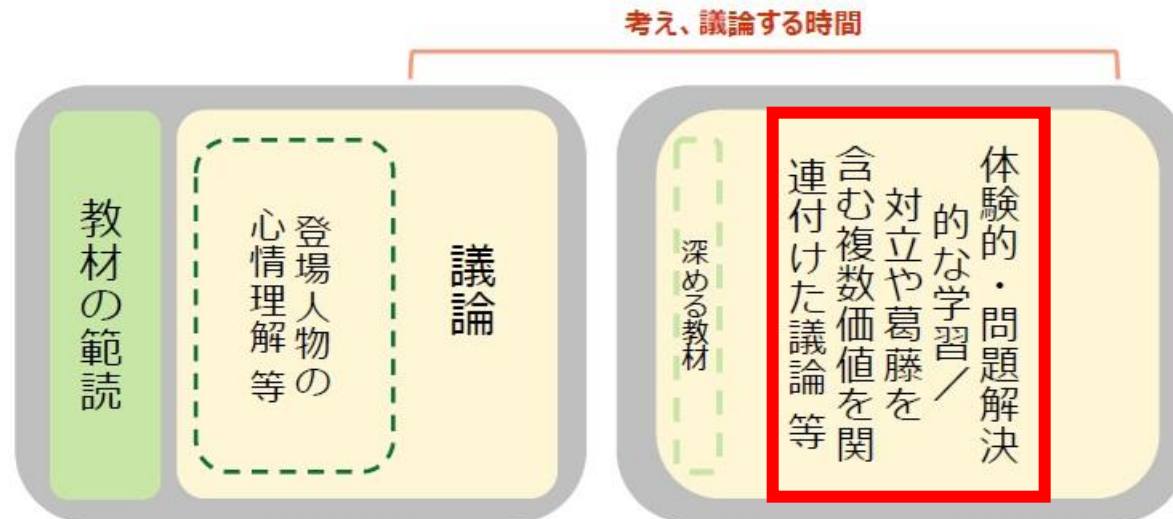 考え、議論する時間
教材の範読
登場人物の
心情理解 等
議論
深める教材
体験的・問題解決
的な学習／
対立や葛藤を
含む複数価値を関
連付けた議論 等